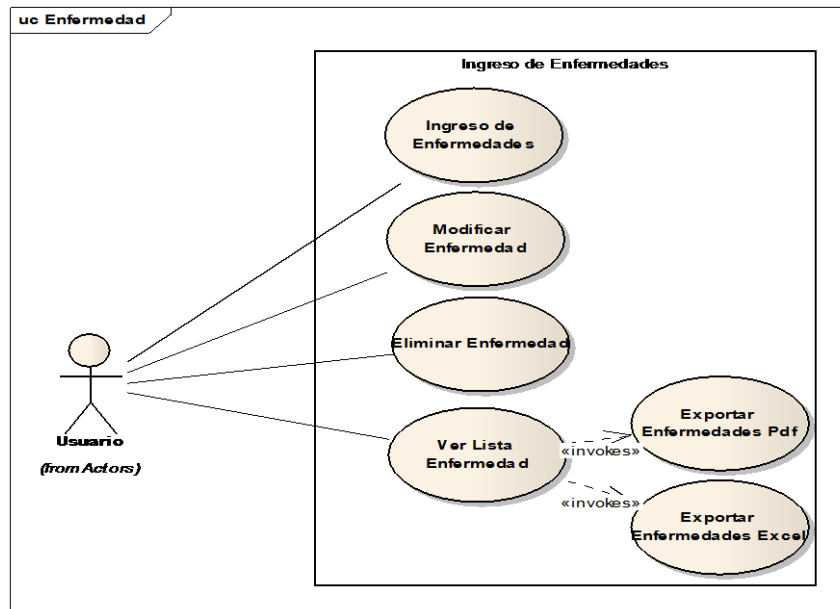 uc Enfermedad
Ingreso de Enfermedades
Ingreso de
Enfermedades
Modificar
Enfermedad
Eliminar Enfermedad
Ver Lista
Enfermedad
«invokes»
«invokes»
Exportar
Enfermedades Pdf
Exportar
Enfermedades Excel
Usuario
(from Actors)